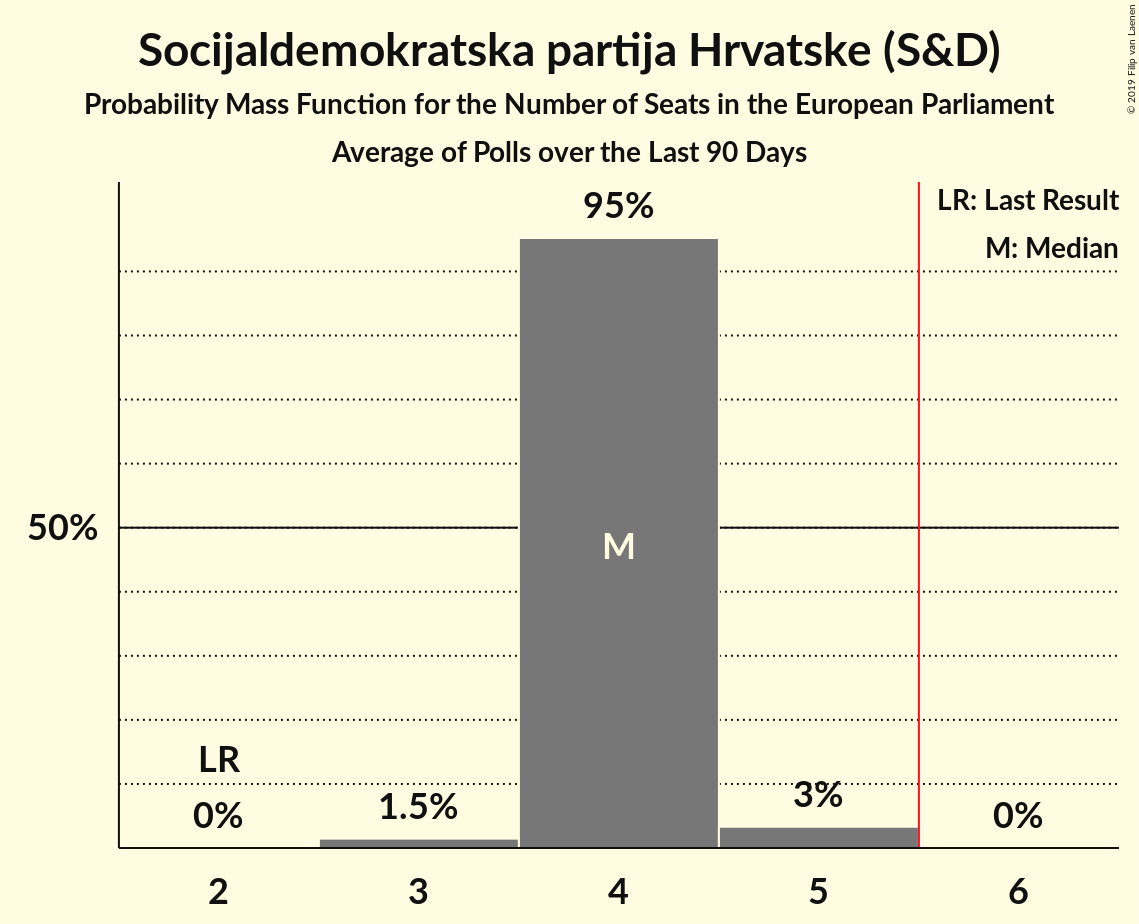 Socijaldemokratska partija Hrvatske (S&D)
Probability Mass Function for the Number of Seats in the European Parliament
Average of Polls over the Last 90 Days
© 2019 Filip van Laenen
LR: Last Result
M: Median
95%
50%
M
LR
0%
1.5%
3%
0%
2 3 4 5 6